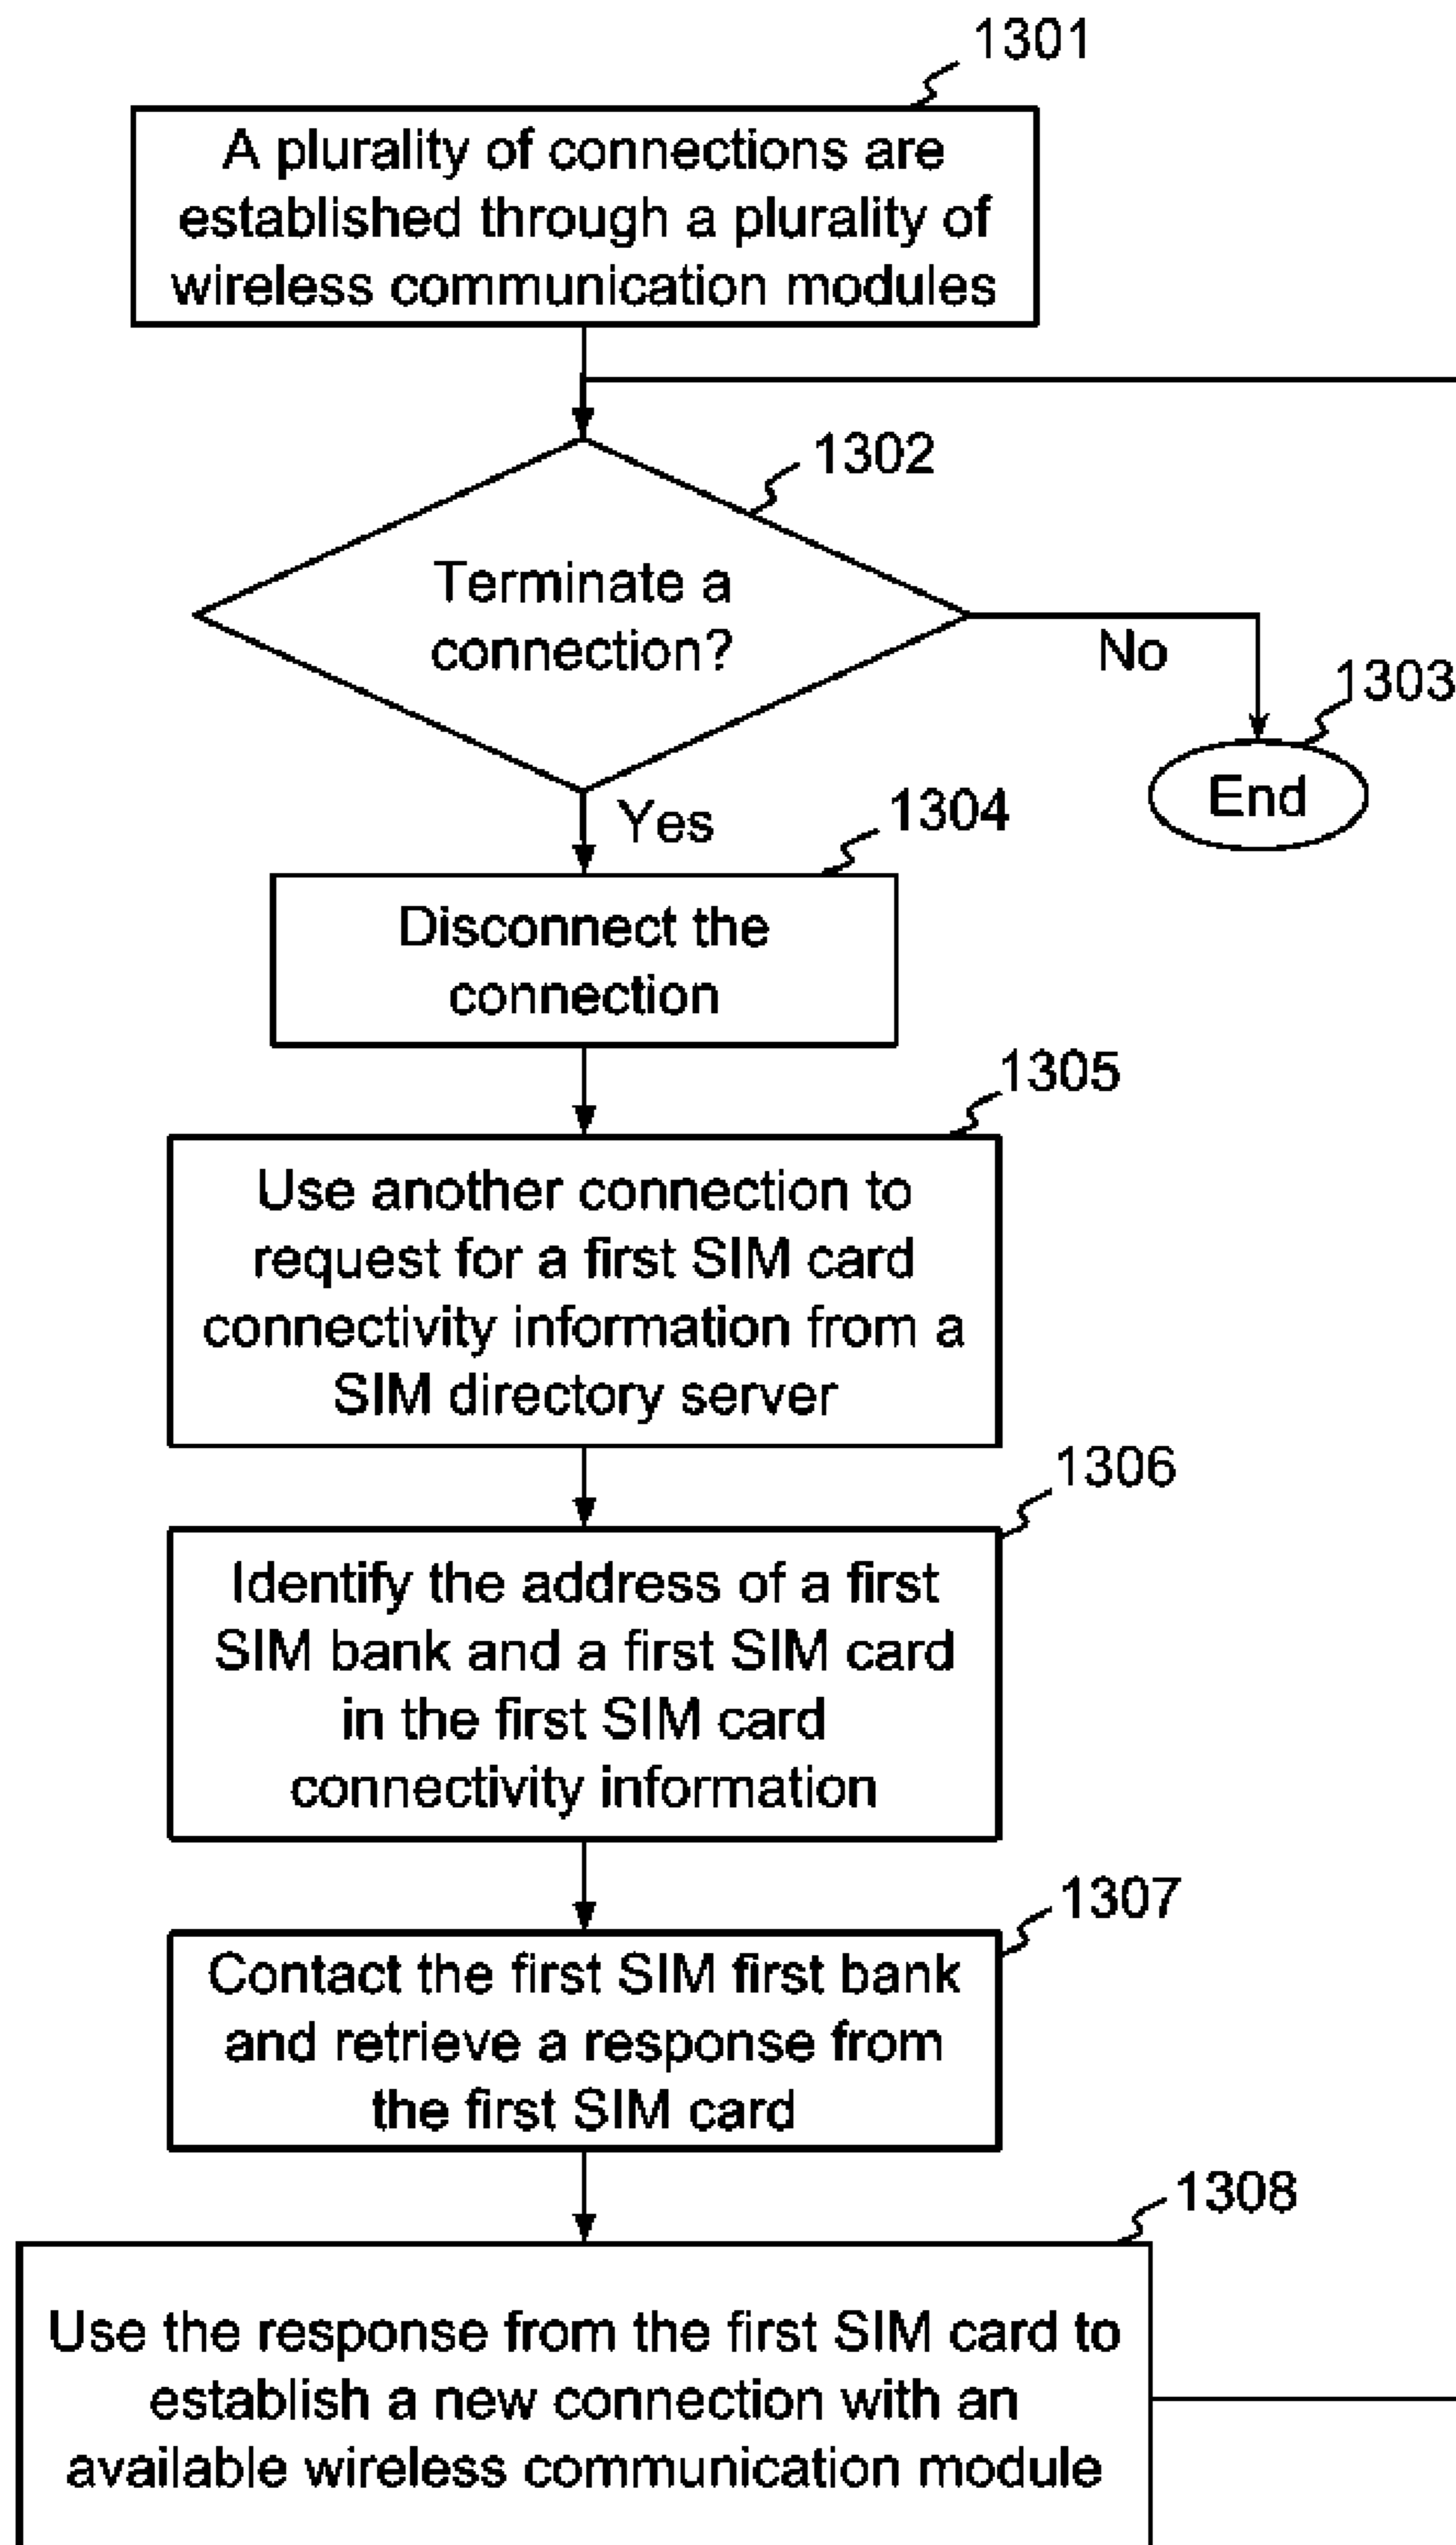 1301
A plurality of connections are
established through a plurality of
wireless communication modules
1302
Terminate a
connection?
No
1303
End
Yes
1304
Disconnect the
connection
1305
Use another connection to
request for a first SIM card
connectivity information from a
SIM directory server
1306
Identify the address of a first
SIM bank and a first SIM card
in the first SIM card
connectivity information
1307
Contact the first SIM first bank
and retrieve a response from
the first SIM card
1308
Use the response from the first SIM card to
establish a new connection with an
available wireless communication module